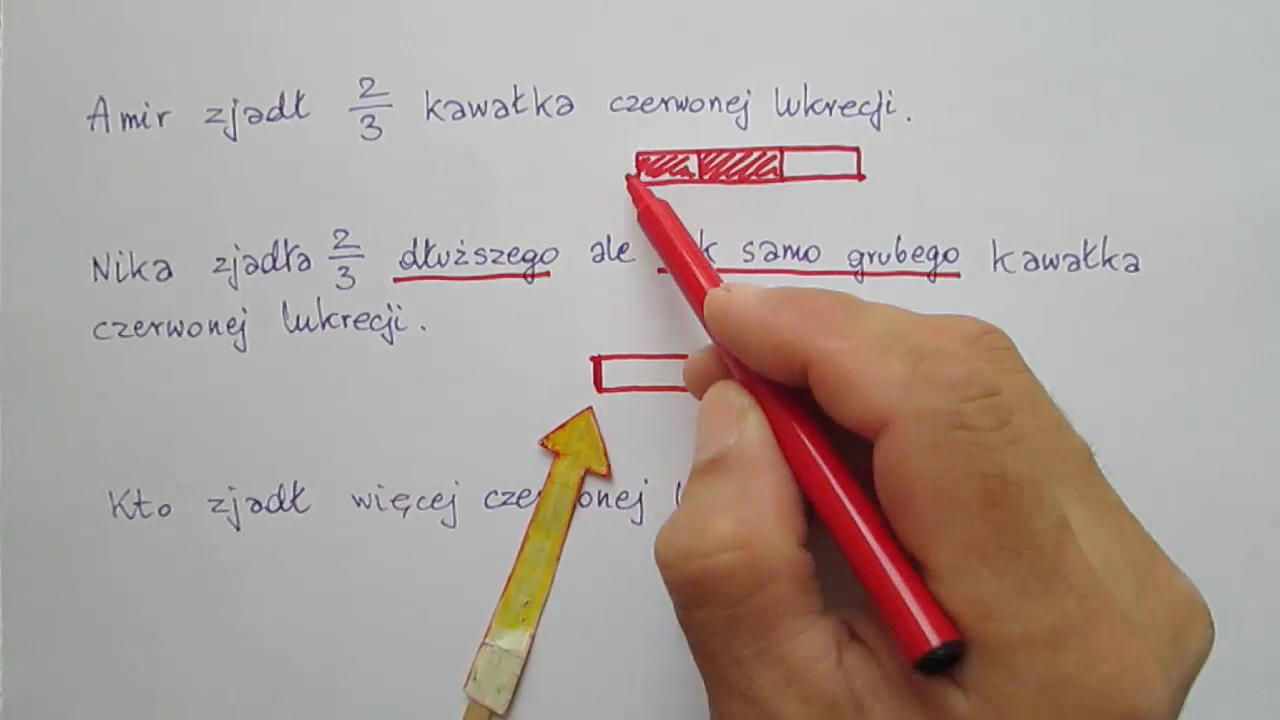 Amir zjadł 2/3 kawałka czerwonej lukrecji.
Nika zjadła 2/3 dłuższego ale k samo grubego kawałka
czerwonej lukrecji.
Kto zjadł więcej l